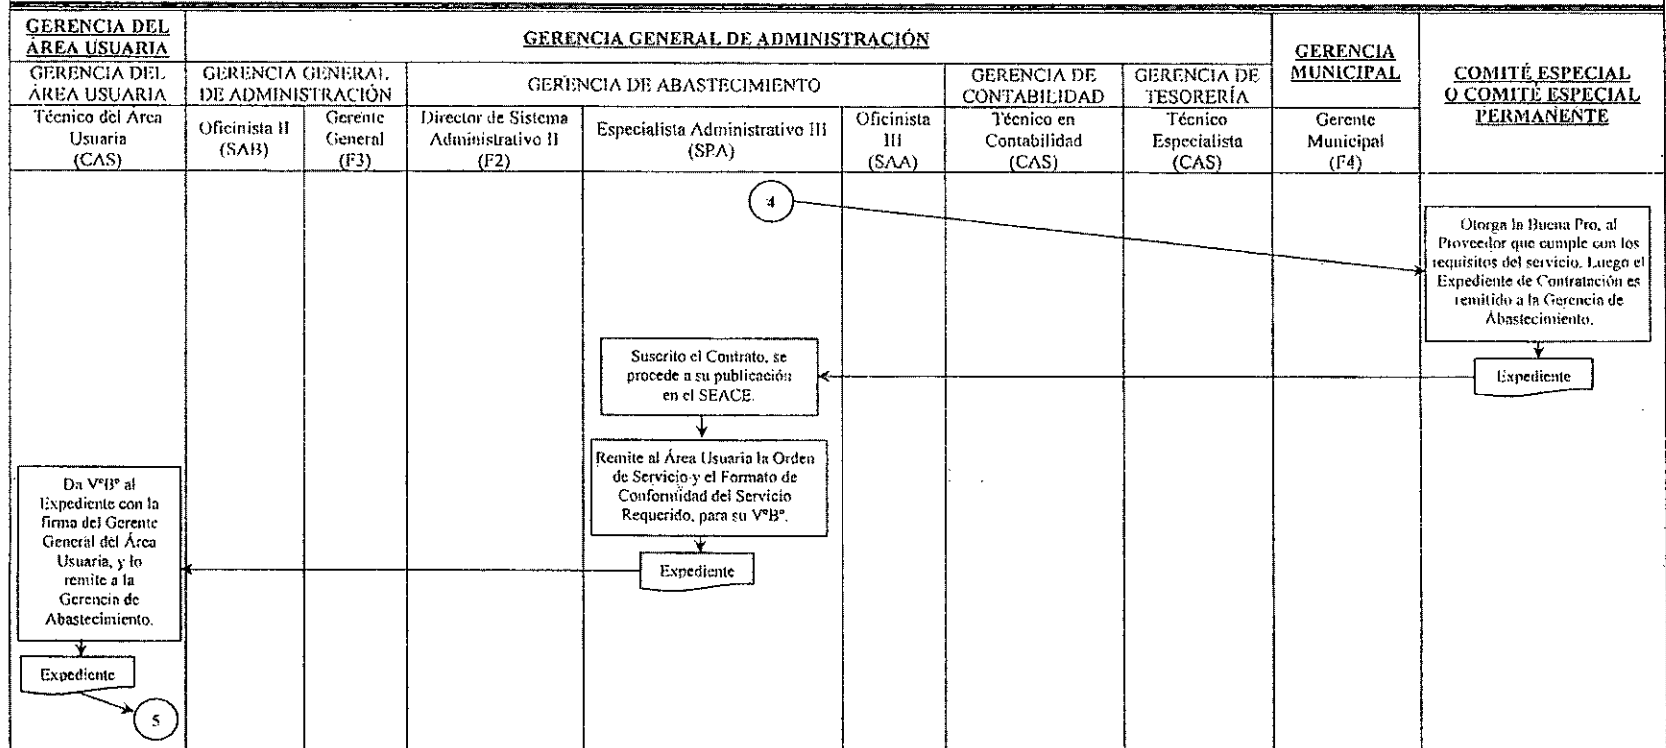 GERENCIA DEL
ÁREA USUARIA
GERENCIA GENERAL DE ADMINISTRACIÓN
GERENCIA
MUNICIPAL
COMITÉ ESPECIAL
O COMITÉ ESPECIAL
PERMANENTE
GERENCIA DEL
ÁREA USUARIA
GERENCIA GENERAL
DE ADMINISTRACIÓN
GERENCIA DE ABASTECIMIENTO
GERENCIA DE
CONTABILIDAD
GERENCIA DE
TESORERÍA
Técnico del Área
Usuaria
(CAS)
Oficinista II
(SAB)
Gerente
General
(F3)
Director de Sistema
Administrativo II
(F2)
Especialista Administrativo III
(SPA)
Oficinista
III
(SAA)
Técnico en
Contabilidad
(CAS)
Técnico
Especialista
(CAS)
Gerente
Municipal
(F4)
4
Otorga la Buena Pro, al
Proveedor que cumple con los
requisitos del servicio. Luego el
Expediente de Contratación es
remitido a la Gerencia de
Abastecimiento.
Expediente
Suscrito el Contrato, se
procede a su publicación
en el SEACE.
Remite al Área Usuaria la Orden
de Servicio y el Formato de
Conformidad del Servicio
Requerido, para su VºBº.
Expediente
Da VºBº al
Expediente con la
firma del Gerente
General del Área
Usuaria, y lo
remite a la
Gerencia de
Abastecimiento.
Expediente
5